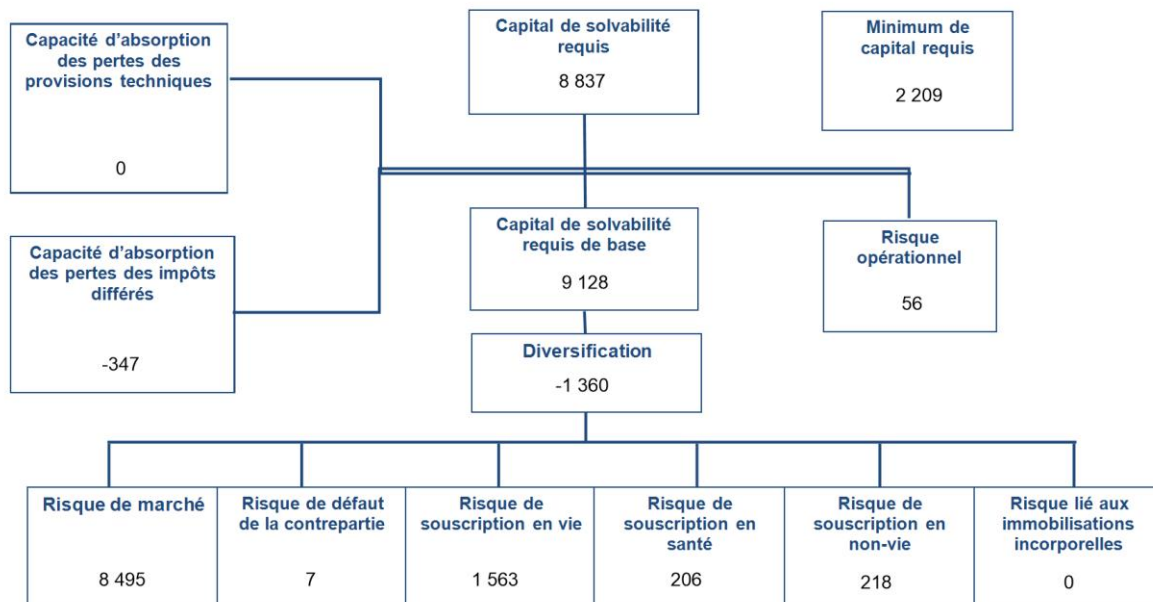 Capacité d’absorption
des pertes des
provisions techniques
0
Capital de solvabilité
requis
8 837
Minimum de
capital requis
2 209
Capacité d’absorption
des pertes des impôts
différés
-347
Capital de solvabilité
requis de base
9 128
Risque
opérationnel
56
Diversification
-1 360
Risque de marché
8 495
Risque de défaut
de la contrepartie
7
Risque de
souscription en vie
1 563
Risque de
souscription en
santé
206
Risque de
souscription en
non-vie
218
Risque lié aux
immobilisations
incorporelles
0